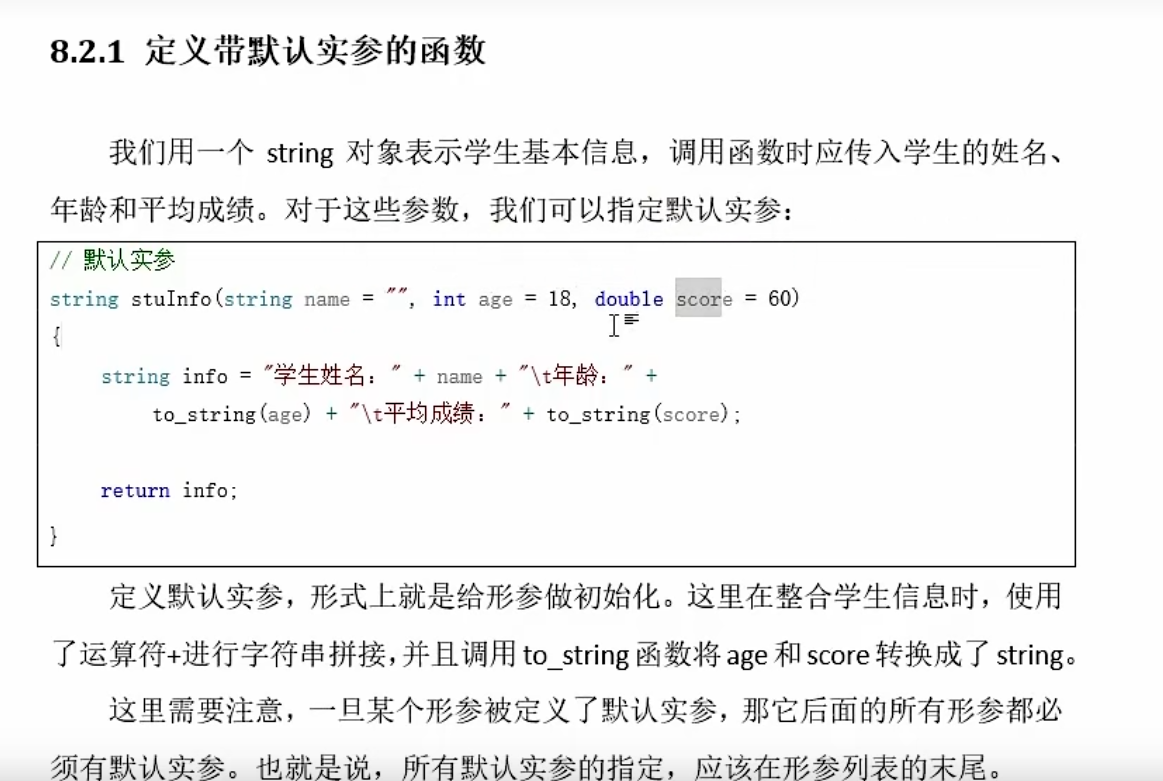 8.2.1 定义带默认实参的函数
我们用一个 string 对象表示学生基本信息，调用函数时应传入学生的姓名、
年龄和平均成绩。对于这些参数，我们可以指定默认实参：
// 默认实参
string stuInfo(string name = "", int age = 18, double score = 60)
{
string info = "学生姓名：" + name + "\t年龄：" +
to_string(age) + "\t平均成绩：" + to_string(score);
return info;
}
定义默认实参，形式上就是给形参做初始化。这里在整合学生信息时，使用
了运算符+进行字符串拼接，并且调用 to_string 函数将 age 和 score 转换成了 string。
这里需要注意，一旦某个形参被定义了默认实参，那它后面的所有形参都必
须有默认实参。也就是说，所有默认实参的指定，应该在形参列表的末尾。